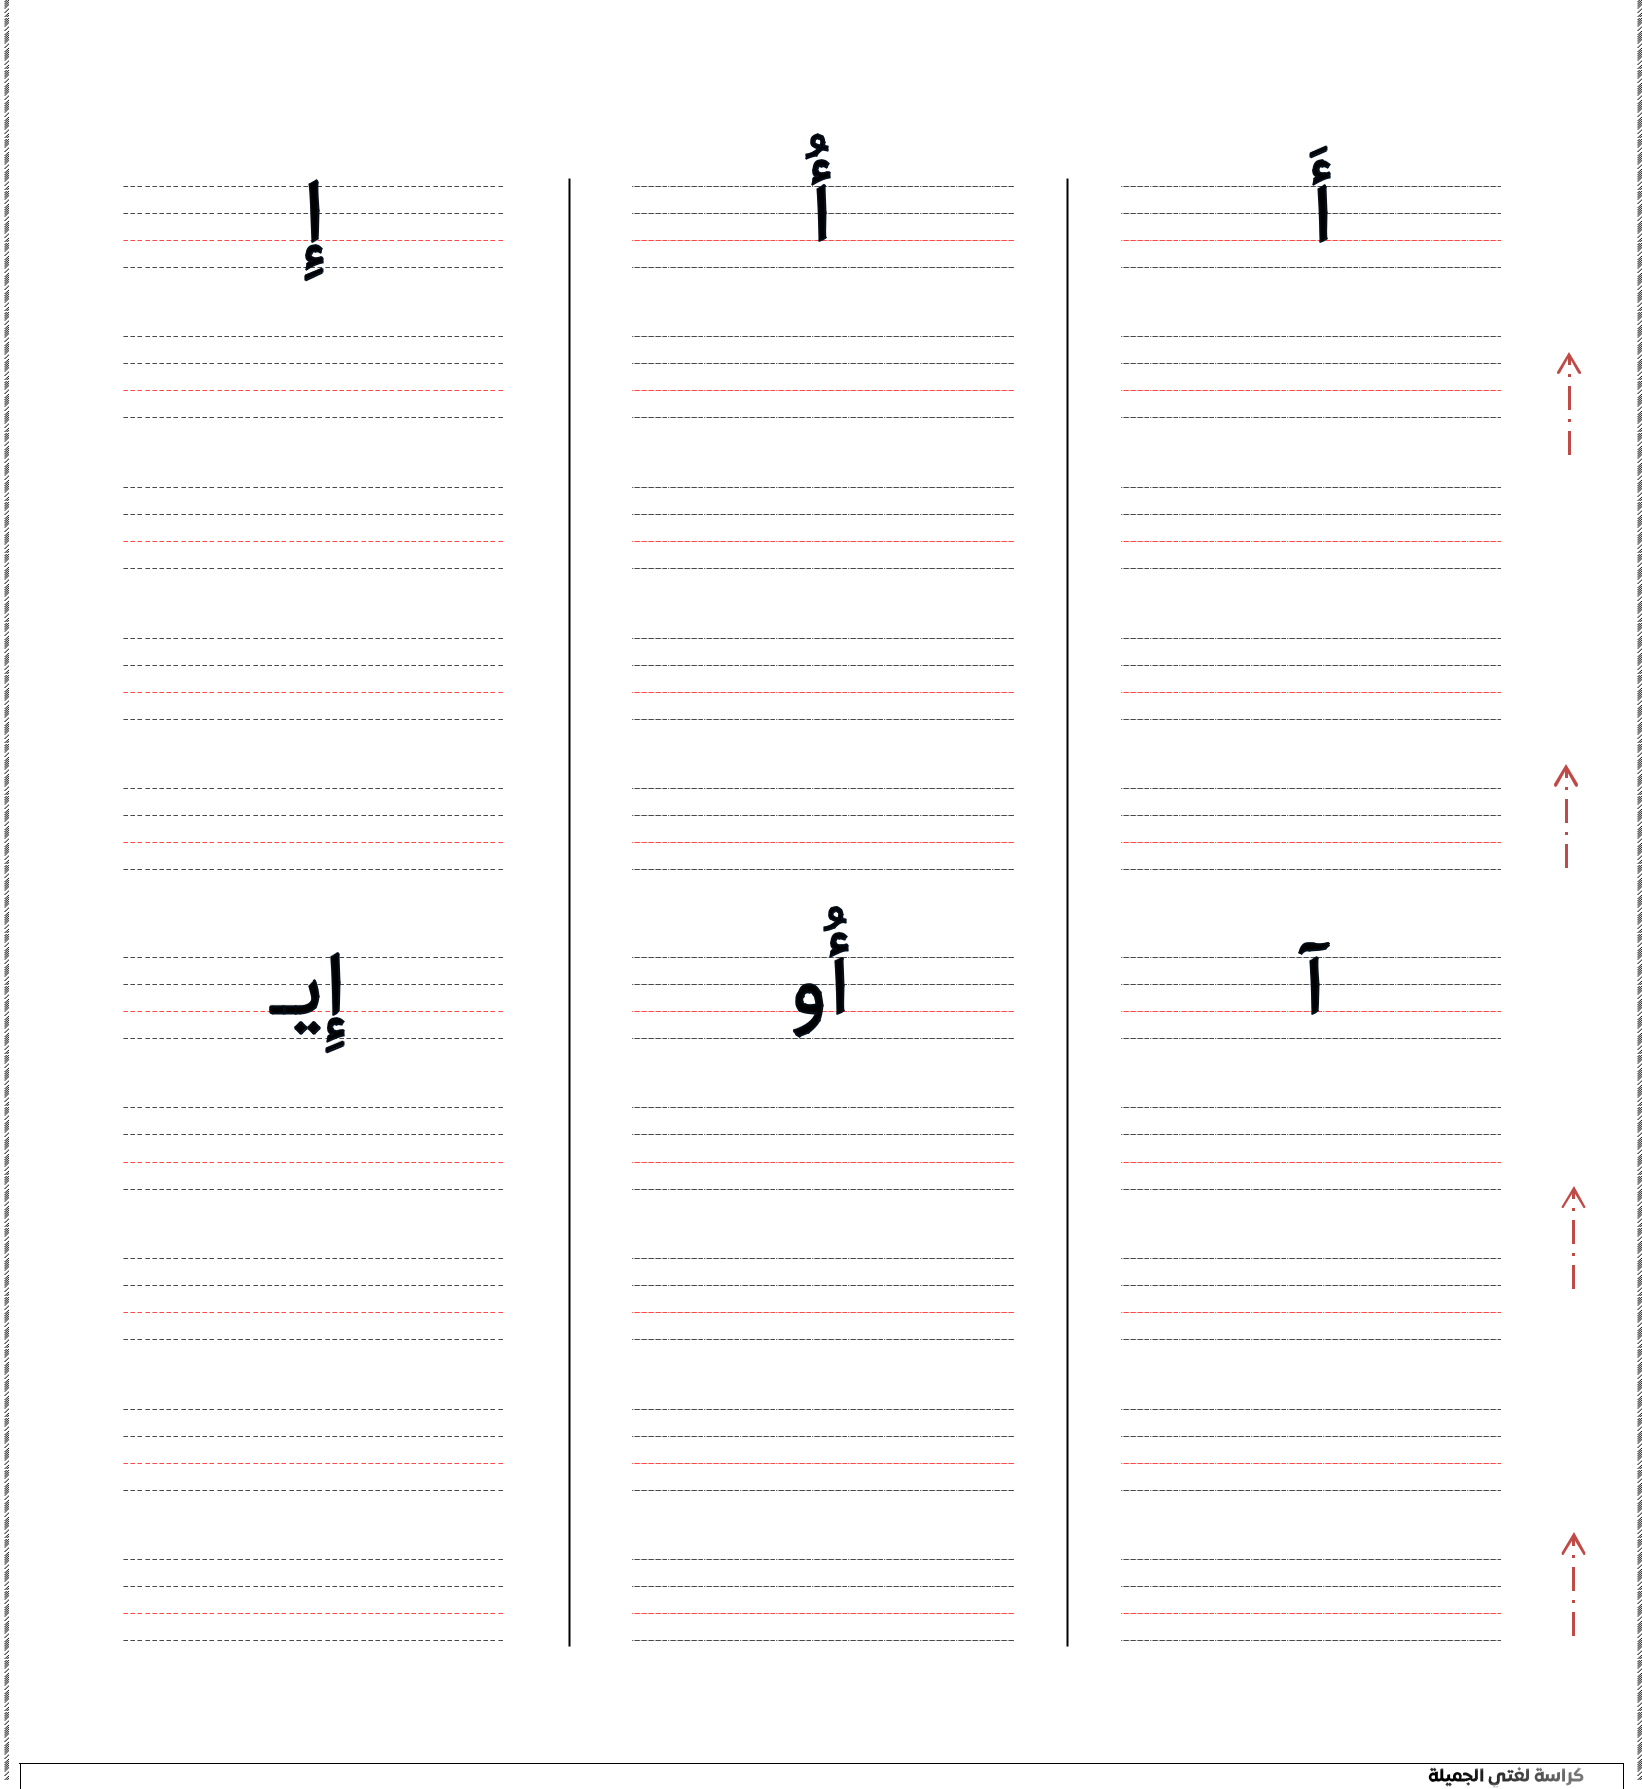 أَ أُ إِ
آ أُو إِيـ
كراسة لغتي الجميلة